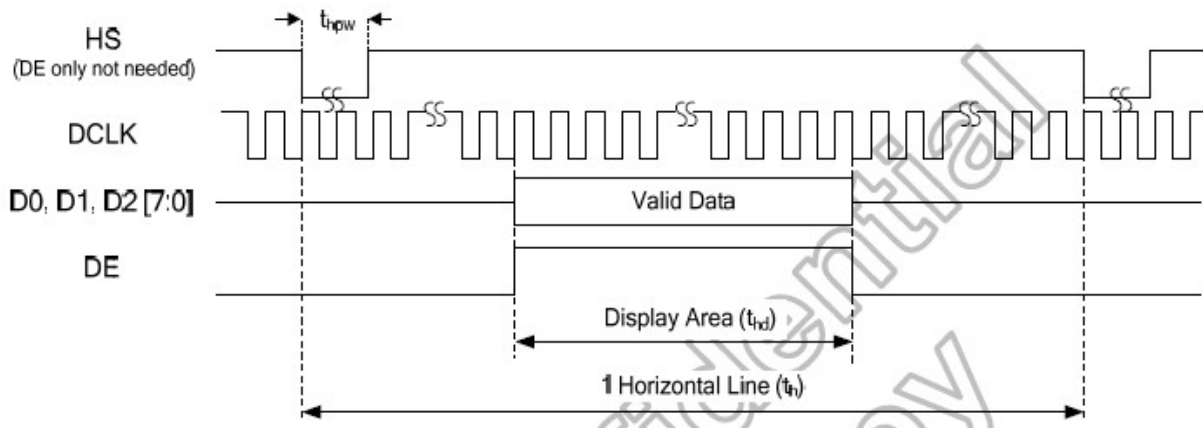 t_hpw
HS
(DE only not needed)
DCLK
D0, D1, D2 [7:0]
Valid Data
DE
Display Area (t_hd)
1 Horizontal Line (t_h)